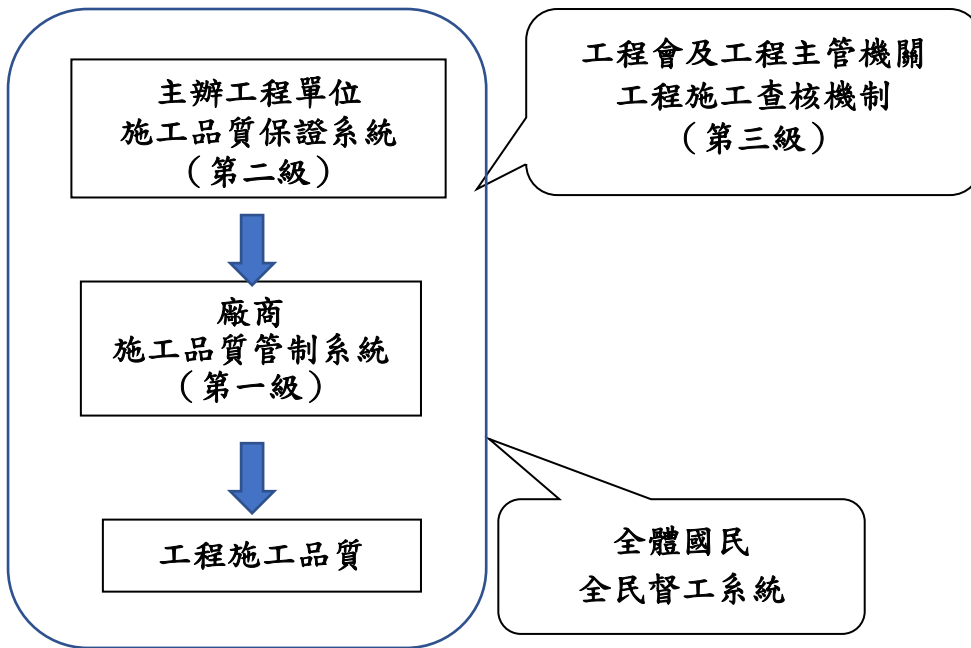 主辦工程單位
施工品質保證系統
（第二級）
工程會及工程主管機關
工程施工查核機制
（第三級）
廠商
施工品質管制系統
（第一級）
工程施工品質
全體國民
全民督工系統